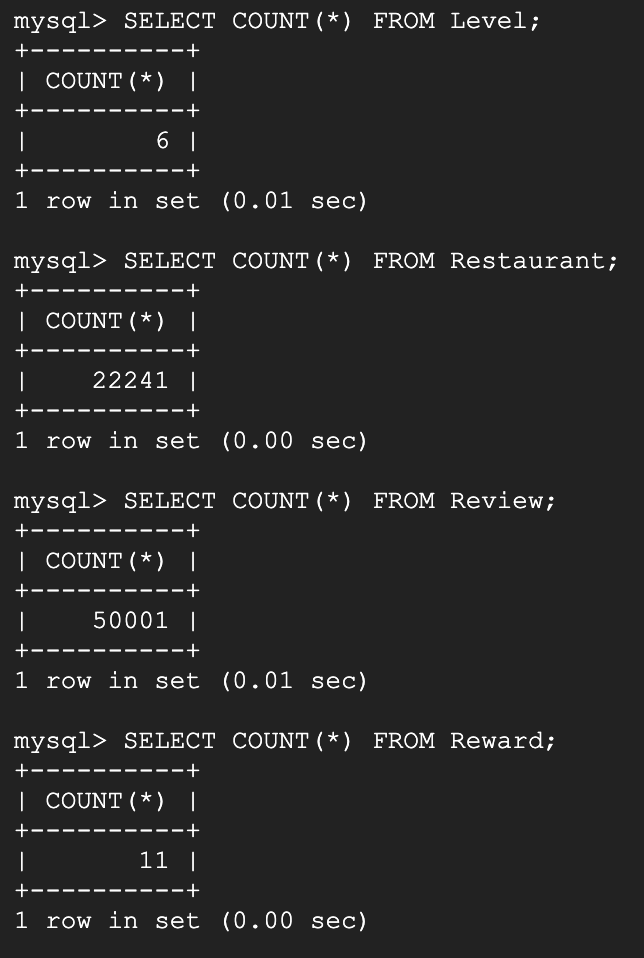 mysql> SELECT COUNT(*) FROM Level;
+----------+
| COUNT(*) |
+----------+
|        6 |
+----------+
1 row in set (0.01 sec)

mysql> SELECT COUNT(*) FROM Restaurant;
+----------+
| COUNT(*) |
+----------+
|    22241 |
+----------+
1 row in set (0.00 sec)

mysql> SELECT COUNT(*) FROM Review;
+----------+
| COUNT(*) |
+----------+
|    50001 |
+----------+
1 row in set (0.01 sec)

mysql> SELECT COUNT(*) FROM Reward;
+----------+
| COUNT(*) |
+----------+
|       11 |
+----------+
1 row in set (0.00 sec)